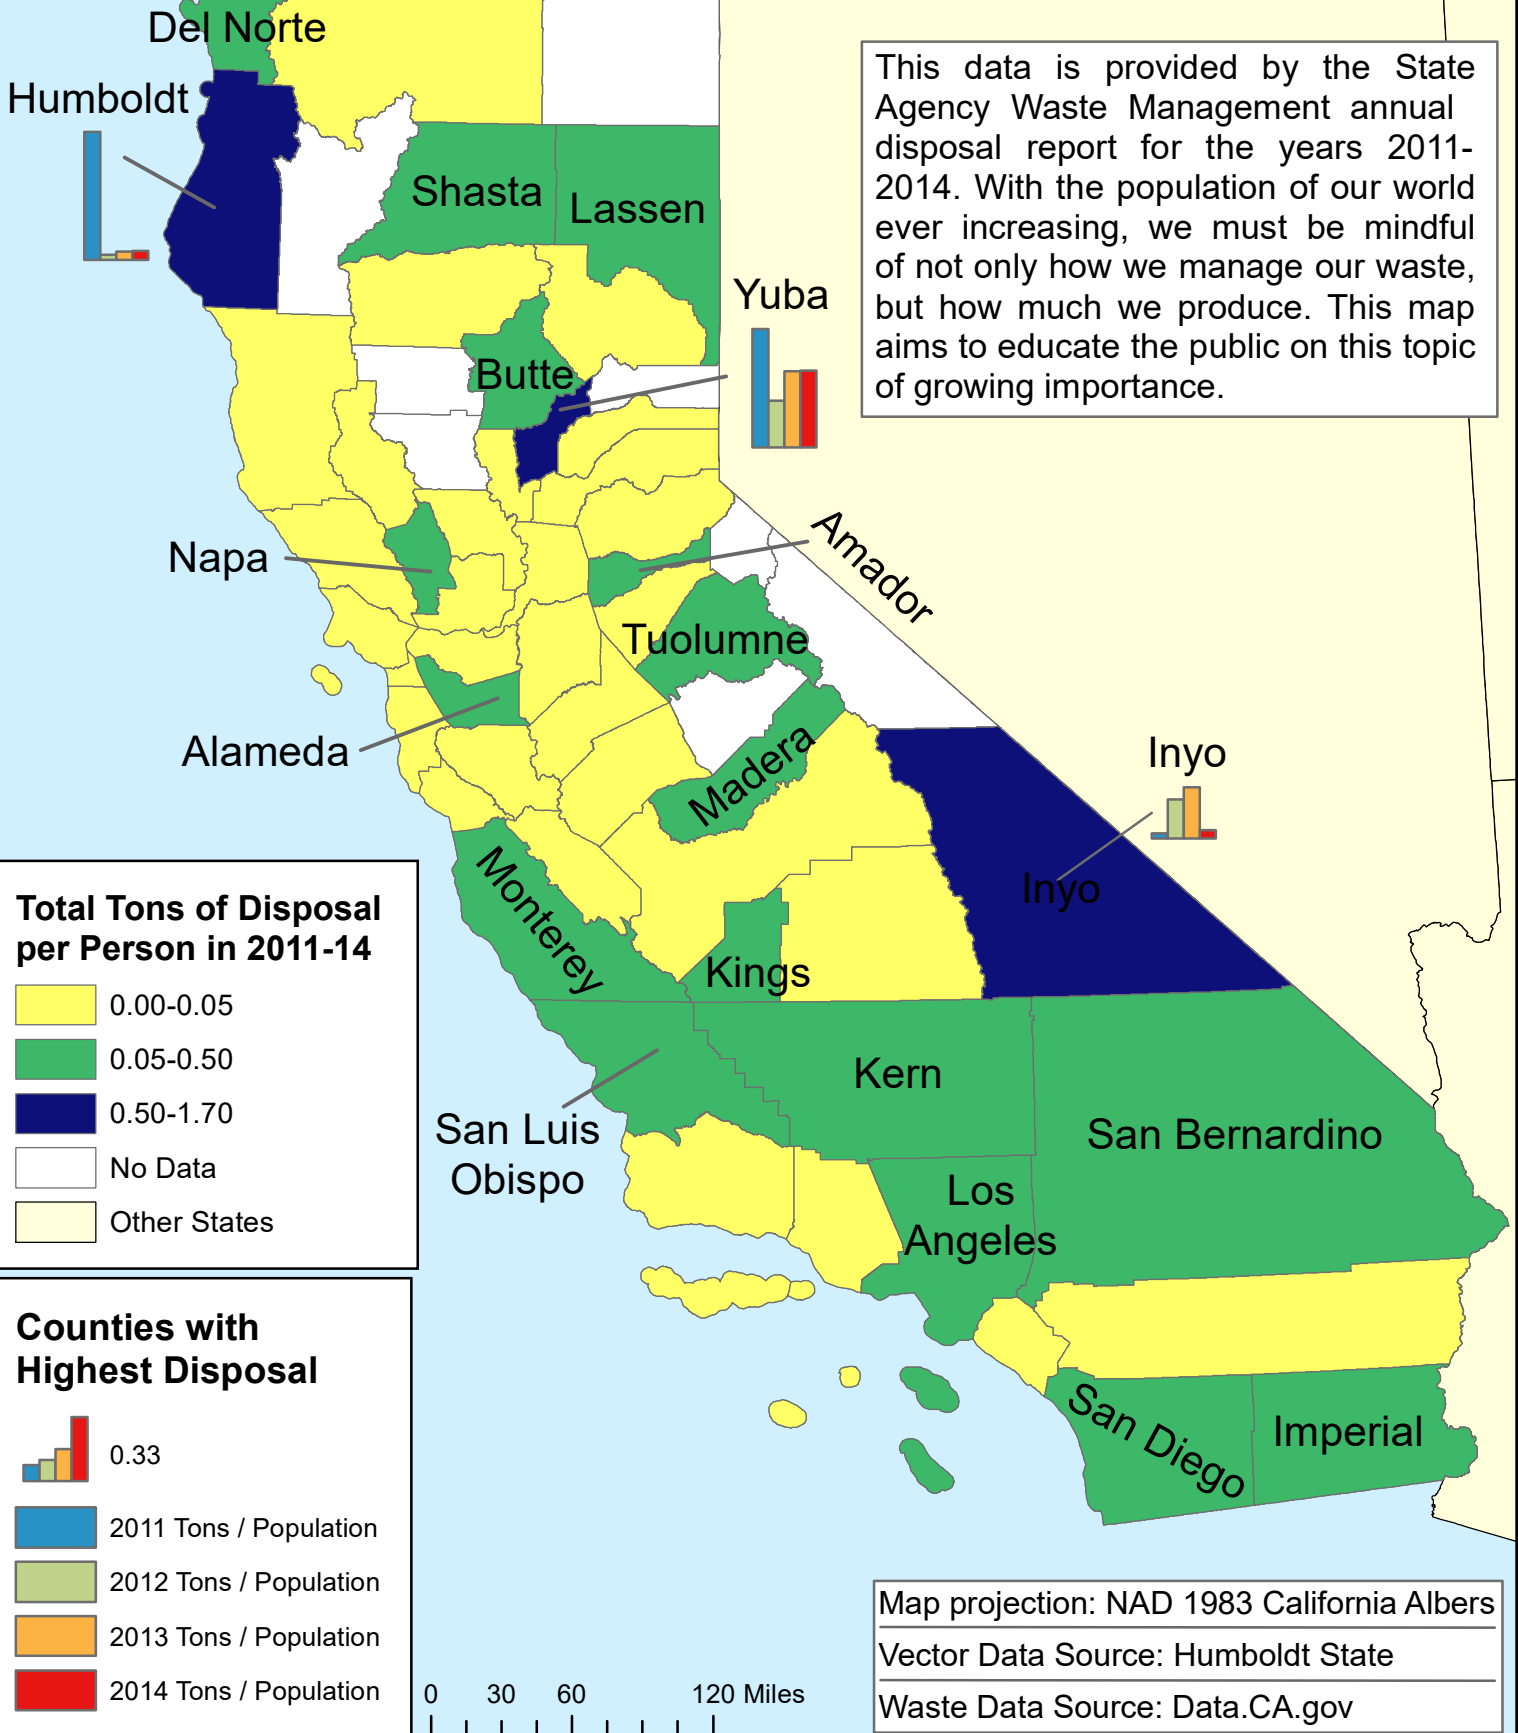 Del Norte
Humboldt
Shasta
Lassen
This data is provided by the State
Agency Waste Management annual
disposal report for the years 2011-
2014. With the population of our world
ever increasing, we must be mindful
of not only how we manage our waste,
but how much we produce. This map
aims to educate the public on this topic
of growing importance.
Yuba
Butte
Napa
Amador
Tuolumne
Alameda
Madera
Inyo
Inyo
Monterey
Kings
Kern
San Luis
Obispo
San Bernardino
Los
Angeles
San Diego
Imperial
Total Tons of Disposal
per Person in 2011-14
0.00-0.05
0.05-0.50
0.50-1.70
No Data
Other States
Counties with
Highest Disposal
0.33
2011 Tons / Population
2012 Tons / Population
2013 Tons / Population
2014 Tons / Population
0 30 60 120 Miles
Map projection: NAD 1983 California Albers
Vector Data Source: Humboldt State
Waste Data Source: Data.CA.gov